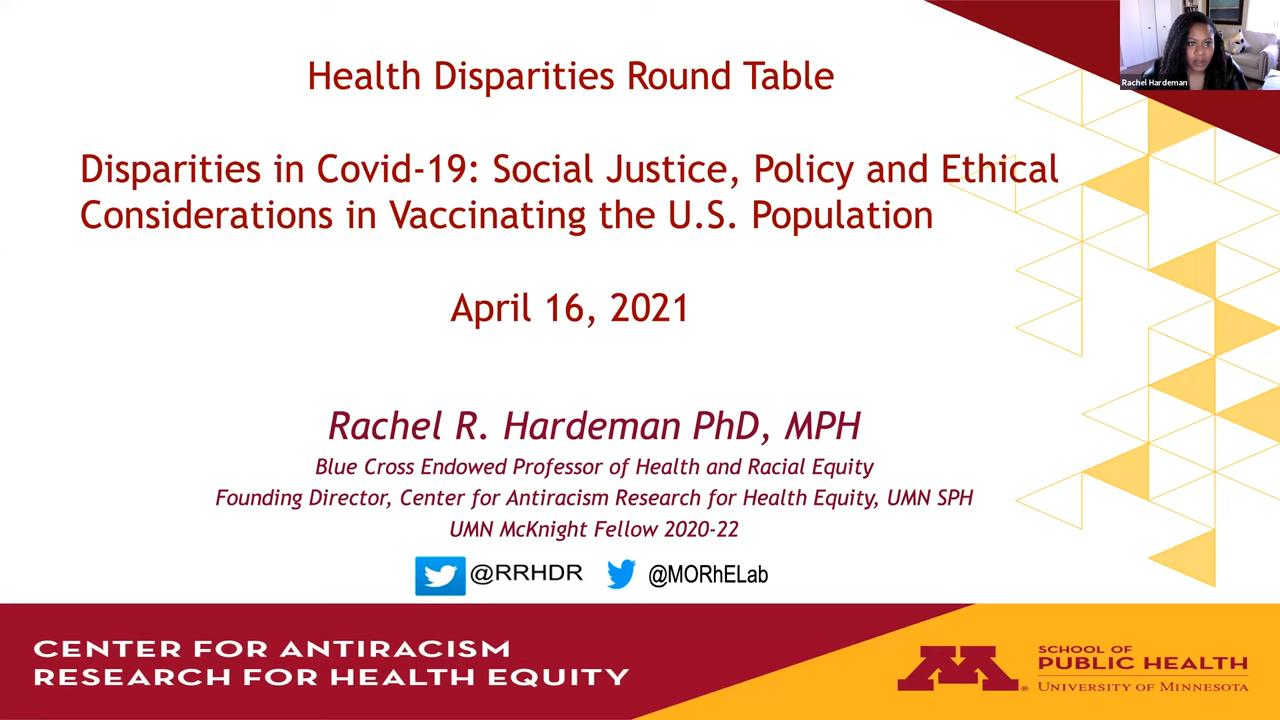 Rachel Hardeman
Health Disparities Round Table
Disparities in Covid-19: Social Justice, Policy and Ethical
Considerations in Vaccinating the U.S. Population
April 16, 2021
Rachel R. Hardeman PhD, MPH
Blue Cross Endowed Professor of Health and Racial Equity
Founding Director, Center for Antiracism Research for Health Equity, UMN SPH
UMN McKnight Fellow 2020-22
@RRHDR @MORhELab
CENTER FOR ANTIRACISM
RESEARCH FOR HEALTH EQUITY
M®
SCHOOL OF
PUBLIC HEALTH
UNIVERSITY OF MINNESOTA